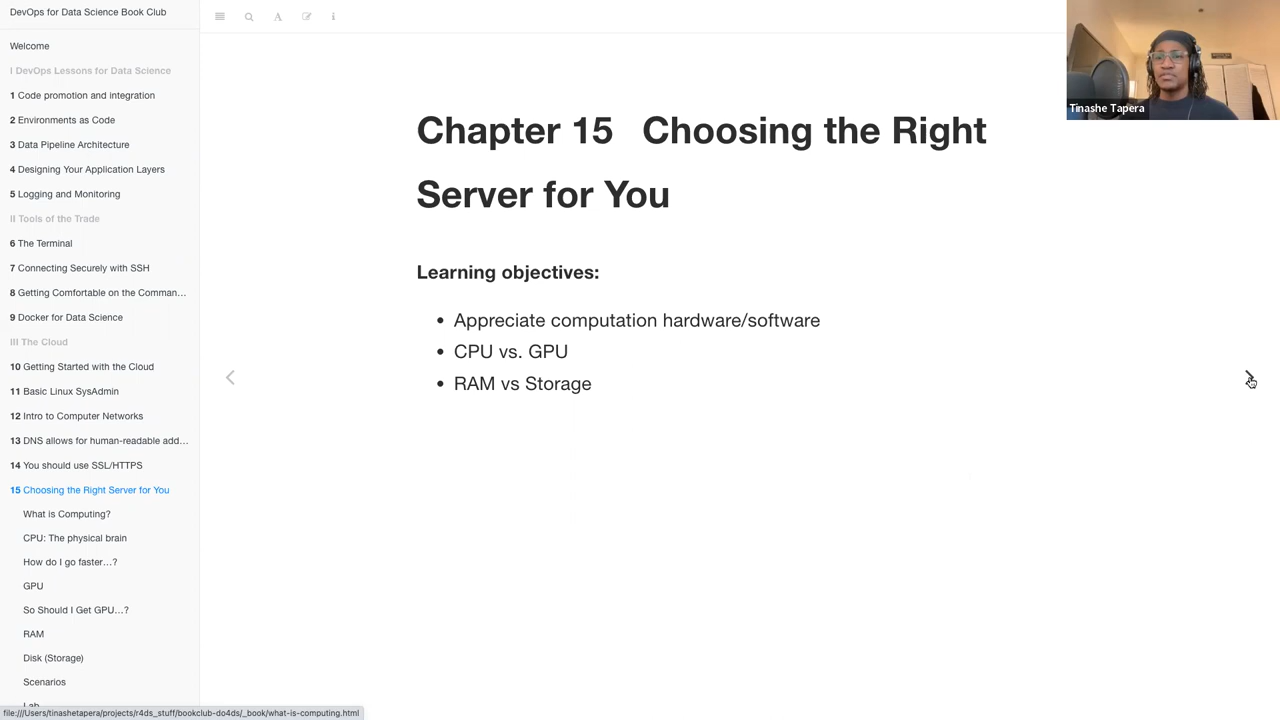 DevOps for Data Science Book Club
Welcome
I DevOps Lessons for Data Science
1 Code promotion and integration
2 Environments as Code
3 Data Pipeline Architecture
4 Designing Your Application Layers
5 Logging and Monitoring
II Tools of the Trade
6 The Terminal
7 Connecting Securely with SSH
8 Getting Comfortable on the Comman…
9 Docker for Data Science
III The Cloud
10 Getting Started with the Cloud
11 Basic Linux SysAdmin
12 Intro to Computer Networks
13 DNS allows for human-readable add…
14 You should use SSL/HTTPS
15 Choosing the Right Server for You
What is Computing?
CPU: The physical brain
How do I go faster…?
GPU
So Should I Get GPU…?
RAM
Disk (Storage)
Scenarios
Lab
file:///Users/tinashetapera/projects/r4ds_stuff/bookclub-do4ds/_book/what-is-computing.html
A
Chapter 15 Choosing the Right
Server for You
Learning objectives:
• Appreciate computation hardware/software
• CPU vs. GPU
• RAM vs Storage
Tinashe Tapera